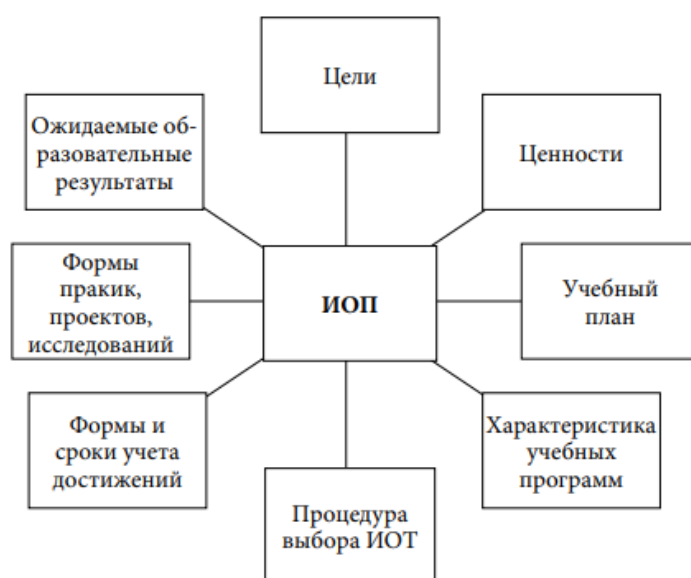 Цели
Ожидаемые об-
разовательные
результаты
Ценности
Формы
пракик,
проектов,
исследований
ИОП
Учебный
план
Формы и
сроки учета
достижений
Характеристика
учебных
программ
Процедура
выбора ИОТ